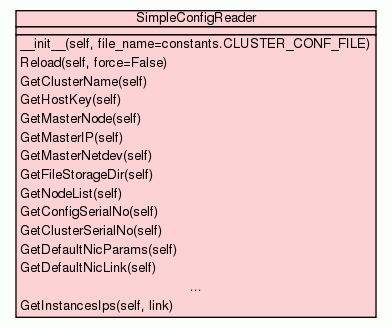 SimpleConfigReader
__init__(self, file_name=constants.CLUSTER_CONF_FILE)
Reload(self, force=False)
GetClusterName(self)
GetHostKey(self)
GetMasterNode(self)
GetMasterIP(self)
GetMasterNetdev(self)
GetFileStorageDir(self)
GetNodeList(self)
GetConfigSerialNo(self)
GetClusterSerialNo(self)
GetDefaultNicParams(self)
GetDefaultNicLink(self)
...
GetInstancesIps(self, link)